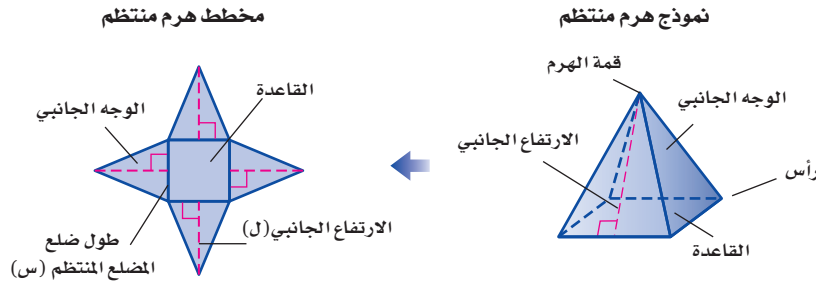 نموذج هرم منتظم
قمة الهرم
الوجه الجانبي
الارتفاع الجانبي
رأس
القاعدة
مخطط هرم منتظم
القاعدة
الوجه الجانبي
الارتفاع الجانبي (ل)
طول ضلع
المضلع المنتظم (س)